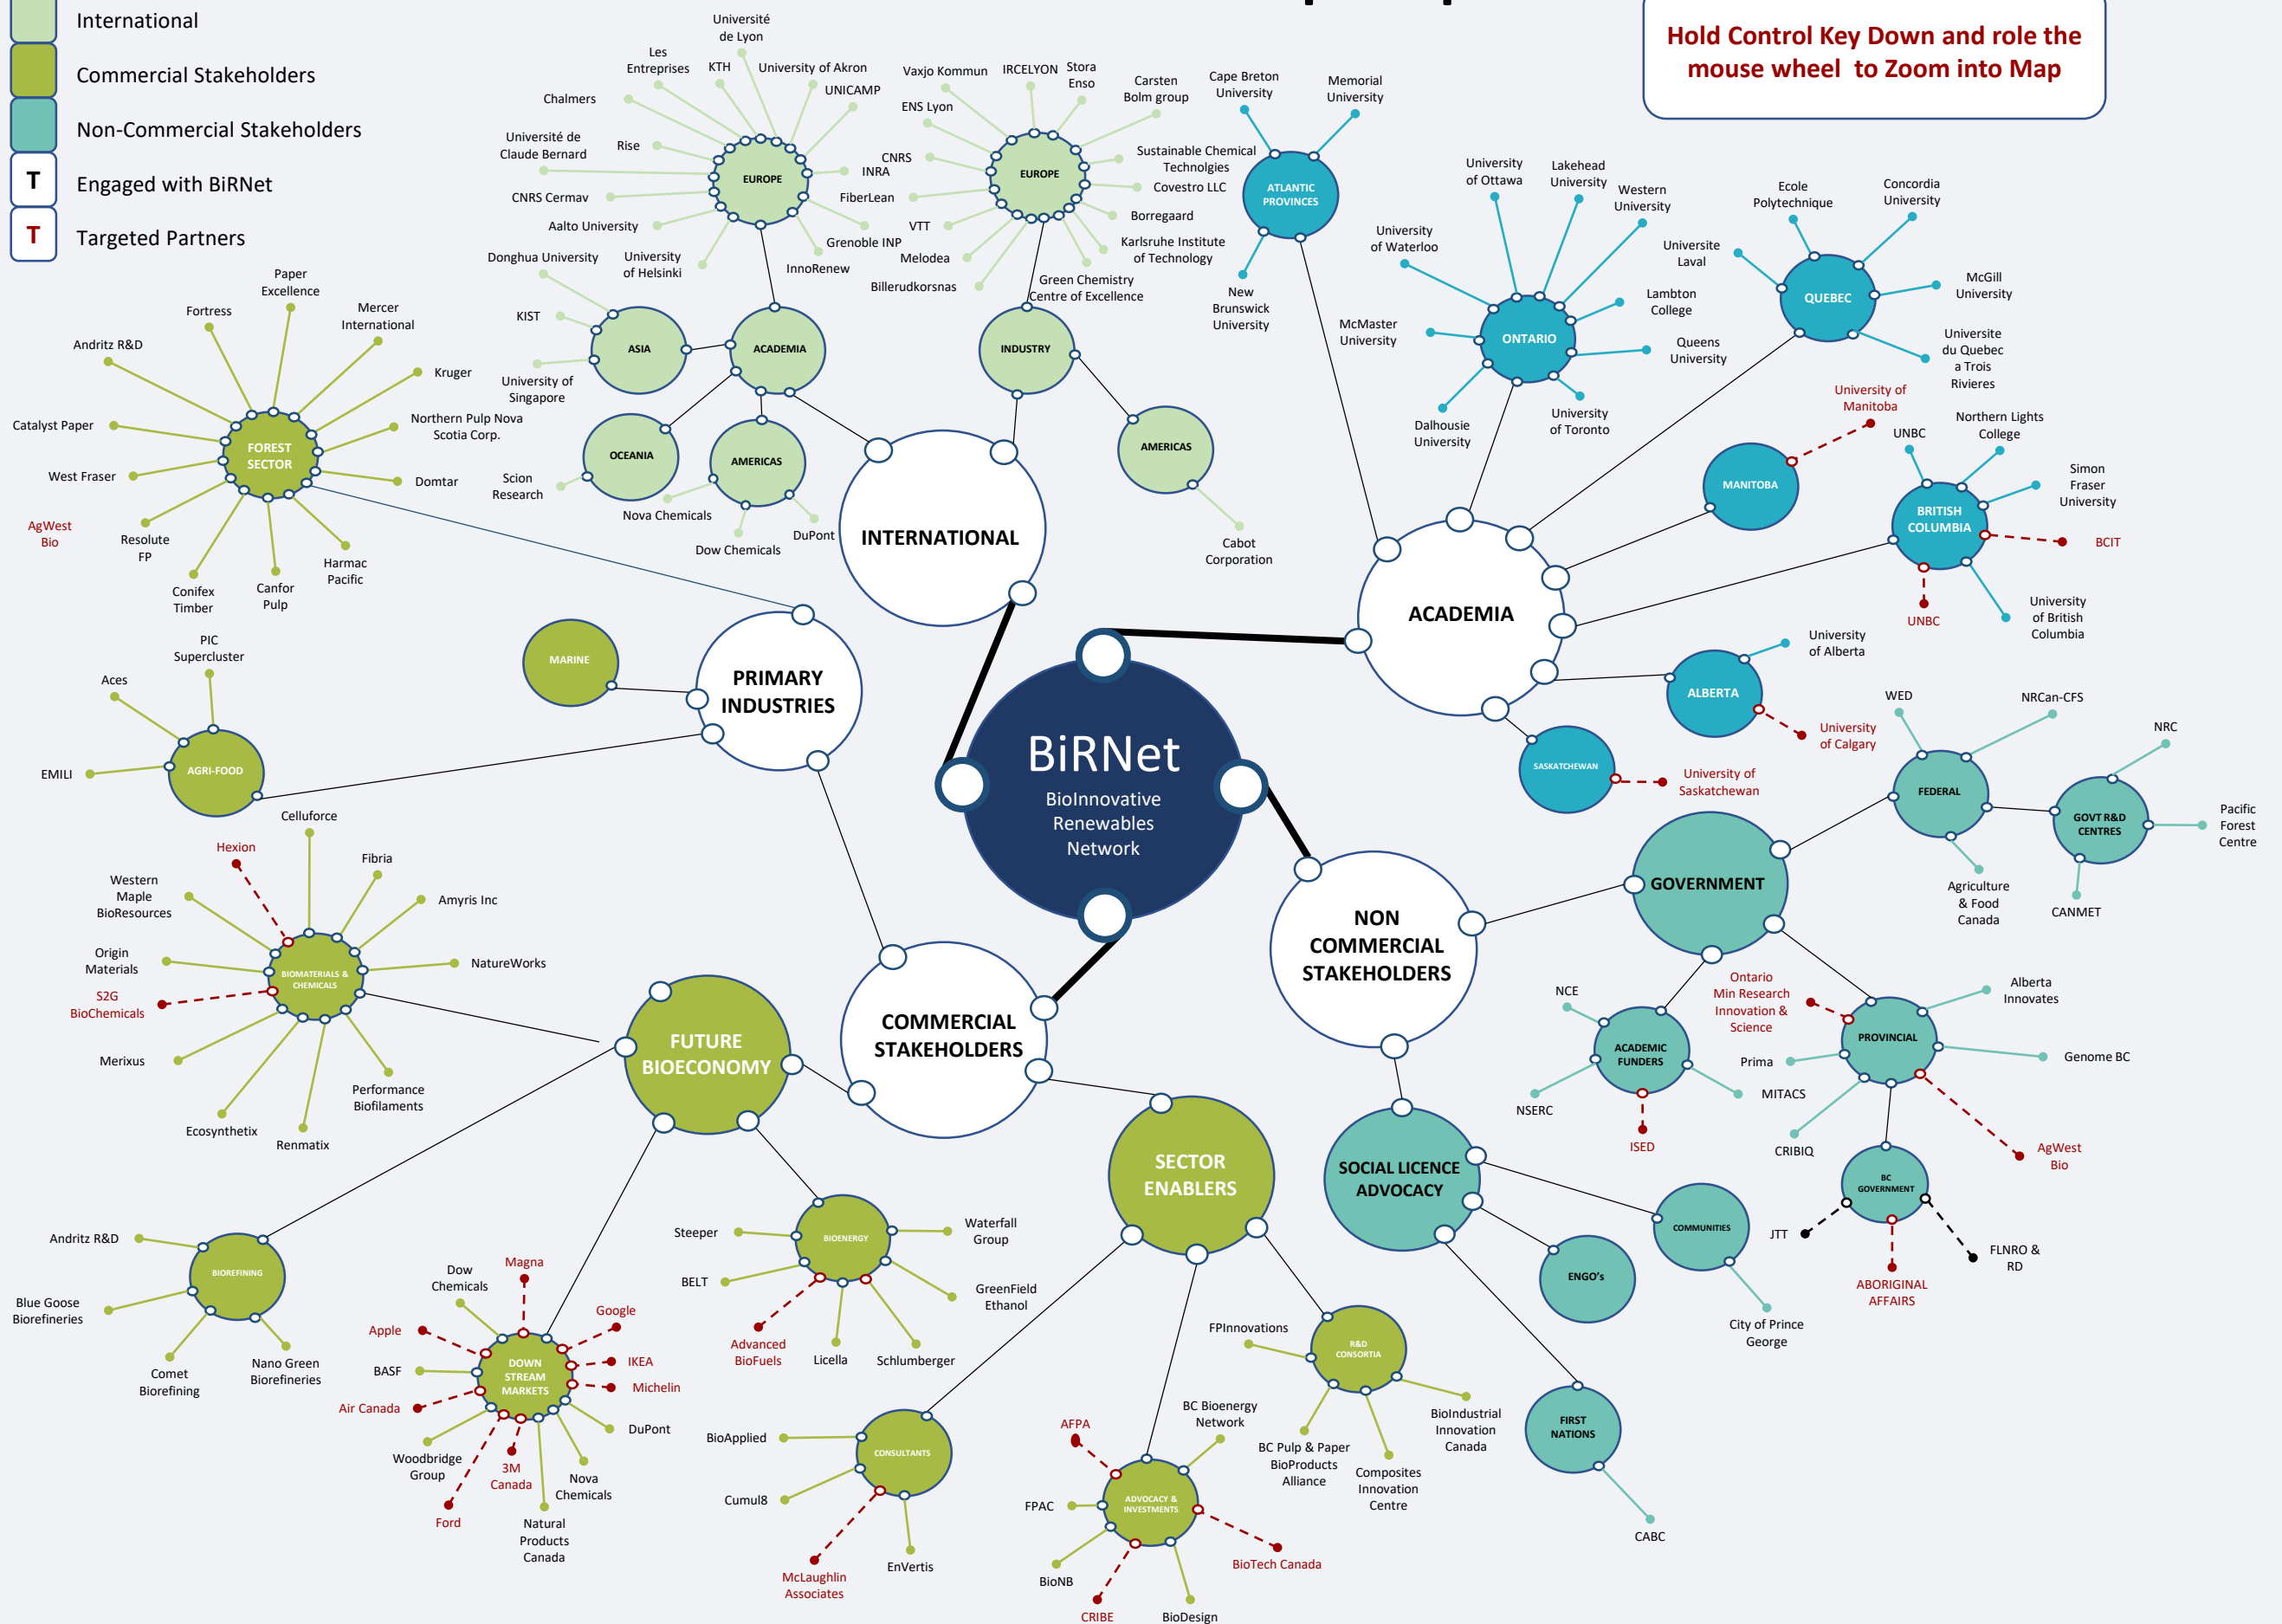 International
Commercial Stakeholders
Non-Commercial Stakeholders
T
Engaged with BiRNet
T
Targeted Partners
Hold Control Key Down and role the
mouse wheel to Zoom into Map
Université
de Lyon
Les
Entreprises
KTH
University of Akron
Chalmers
UNICAMP
Université de
Claude Bernard
Rise
EUROPE
INRA
CNRS Cermav
Aalto University
Grenoble INP
University
of Helsinki
InnoRenew
Vaxjo Kommun
IRCELYON
Stora
Enso
Carsten
Bolm group
ENS Lyon
CNRS
Sustainable Chemical
Technolgies
EUROPE
Covestro LLC
FiberLean
Borregaard
VTT
Karlsruhe Institute
of Technology
Melodea
Billerudkorsnas
Green Chemistry
Centre of Excellence
Donghua University
KIST
ASIA
University of
Singapore
ACADEMIA
INDUSTRY
OCEANIA
Scion
Research
AMERICAS
Nova Chemicals
Dow Chemicals
DuPont
AMERICAS
Cabot
Corporation
INTERNATIONAL
Cape Breton
University
Memorial
University
ATLANTIC
PROVINCES
New
Brunswick
University
University
of Ottawa
Lakehead
University
Western
University
University
of Waterloo
Lambton
College
McMaster
University
ONTARIO
Queens
University
Dalhousie
University
University
of Toronto
Ecole
Polytechnique
Concordia
University
Universite
Laval
QUEBEC
McGill
University
Universite
du Quebec
a Trois
Rivieres
University of
Manitoba
MANITOBA
UNBC
Northern Lights
College
Simon
Fraser
University
BRITISH
COLUMBIA
BCIT
UNBC
University
of British
Columbia
ACADEMIA
University
of Alberta
ALBERTA
University
of Calgary
SASKATCHEWAN
University of
Saskatchewan
Paper
Excellence
Fortress
Mercer
International
Andritz R&D
Kruger
Catalyst Paper
Northern Pulp Nova
Scotia Corp.
FOREST
SECTOR
West Fraser
Domtar
AgWest
Bio
Resolute
FP
Harmac
Pacific
Conifex
Timber
Canfor
Pulp
PIC
Supercluster
Aces
EMILI
AGRI-FOOD
MARINE
PRIMARY
INDUSTRIES
BiRNet
BioInnovative
Renewables
Network
WED
NRCan-CFS
NRC
FEDERAL
GOVT R&D
CENTRES
Pacific
Forest
Centre
Agriculture
& Food
Canada
CANMET
GOVERNMENT
NON
COMMERCIAL
STAKEHOLDERS
Celluforce
Hexion
Fibria
Western
Maple
BioResources
Amyris Inc
Origin
Materials
NatureWorks
BIOMATERIALS &
CHEMICALS
S2G
BioChemicals
Merixus
Performance
Biofilaments
Ecosynthetix
Renmatix
FUTURE
BIOECONOMY
COMMERCIAL
STAKEHOLDERS
Ontario
Min Research
Innovation &
Science
Alberta
Innovates
PROVINCIAL
Genome BC
Prima
CRIBIQ
AgWest
Bio
NCE
ACADEMIC
FUNDERS
MITACS
NSERC
ISED
BC
GOVERNMENT
JTT
FLNRO &
RD
ABORIGINAL
AFFAIRS
SECTOR
ENABLERS
SOCIAL LICENCE
ADVOCACY
COMMUNITIES
City of Prince
George
ENGO's
FIRST
NATIONS
CABC
Andritz R&D
BIOREFINING
Blue Goose
Biorefineries
Comet
Biorefining
Nano Green
Biorefineries
Steeper
BIOENERGY
Waterfall
Group
BELT
GreenField
Ethanol
Advanced
BioFuels
Licella
Schlumberger
Dow
Chemicals
Magna
Google
Apple
IKEA
BASF
DOWN
STREAM
MARKETS
Michelin
Air Canada
DuPont
Woodbridge
Group
3M
Canada
Nova
Chemicals
Ford
Natural
Products
Canada
BioApplied
CONSULTANTS
Cumul8
McLaughlin
Associates
EnVertis
FPInnovations
R&D
CONSORTIA
BC Pulp & Paper
BioProducts
Alliance
Composites
Innovation
Centre
BioIndustrial
Innovation
Canada
AFPA
BC Bioenergy
Network
FPAC
ADVOCACY &
INVESTMENTS
BioNB
BioTech Canada
CRIBE
BioDesign